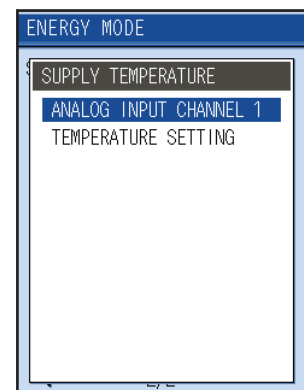 ENERGY MODE
SUPPLY TEMPERATURE
ANALOG INPUT CHANNEL 1
TEMPERATURE SETTING